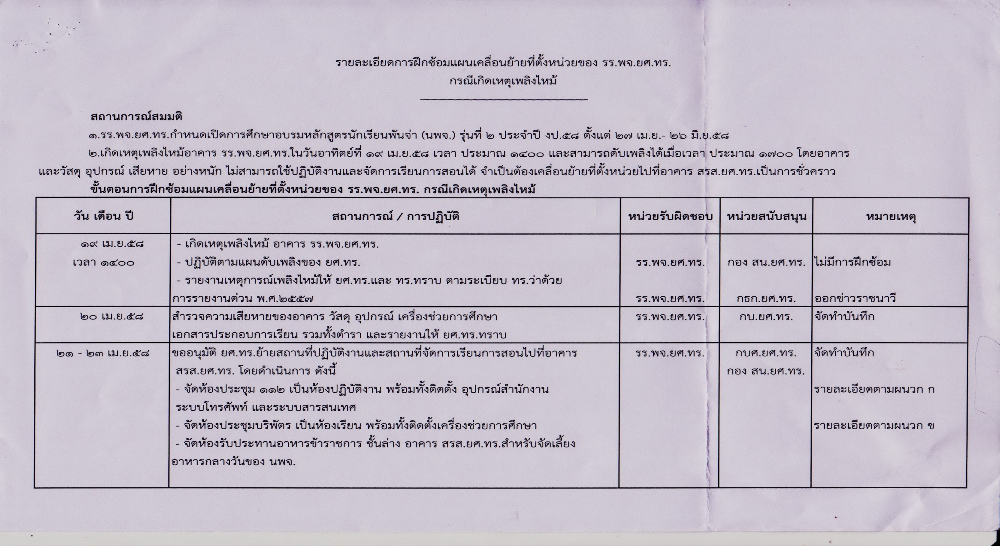 รายละเอียดการฝึกซ้อมแผนเคลื่อนย้ายที่ตั้งหน่วยของ รร.พจ.ยศ.ทร.
กรณีเกิดเหตุเพลิงไหม้
สถานการณ์สมมติ
๑.รร.พจ.ยศ.ทร.กำหนดเปิดการศึกษาอบรมหลักสูตรนักเรียนพันจ่า (นพจ.) รุ่นที่ ๒ ประจำปี งป.๕๘ ตั้งแต่ ๒๗ เม.ย.- ๒๖ มิ.ย.๕๘
๒.เกิดเหตุเพลิงไหม้อาคาร รร.พจ.ยศ.ทร.ในวันอาทิตย์ที่ ๑๙ เม.ย.๕๘ เวลา ประมาณ ๑๔๐๐ และสามารถดับเพลิงได้เมื่อเวลา ประมาณ ๑๗๐๐ โดยอาคาร
และวัสดุ อุปกรณ์ เสียหาย อย่างหนัก ไม่สามารถใช้ปฏิบัติงานและจัดการเรียนการสอนได้ จำเป็นต้องเคลื่อนย้ายที่ตั้งหน่วยไปที่อาคาร สรส.ยศ.ทร.เป็นการชั่วคราว
ขั้นตอนการฝึกซ้อมแผนเคลื่อนย้ายที่ตั้งหน่วยของ รร.พจ.ยศ.ทร. กรณีเกิดเหตุเพลิงไหม้
วัน เดือน ปี สถานการณ์ / การปฏิบัติ หน่วยรับผิดชอบ หน่วยสนับสนุน หมายเหตุ
๑๙ เม.ย.๕๘ - เกิดเหตุเพลิงไหม้ อาคาร รร.พจ.ยศ.ทร.
เวลา ๑๔๐๐ - ปฏิบัติตามแผนดับเพลิงของ ยศ.ทร. รร.พจ.ยศ.ทร. กอง สน.ยศ.ทร. ไม่มีการฝึกซ้อม
- รายงานเหตุการณ์เพลิงไหม้ให้ ยศ.ทร.และ ทร.ทราบ ตามระเบียบ ทร.ว่าด้วย
การรายงานด่วน พ.ศ.๒๕๕๗ รร.พจ.ยศ.ทร. กธก.ยศ.ทร. ออกข่าวราชนาวี
๒๐ เม.ย.๕๘ สำรวจความเสียหายของอาคาร วัสดุ อุปกรณ์ เครื่องช่วยการศึกษา รร.พจ.ยศ.ทร. กบ.ยศ.ทร. จัดทำบันทึก
เอกสารประกอบการเรียน รวมทั้งตำรา และรายงานให้ ยศ.ทร.ทราบ
๒๑ - ๒๓ เม.ย.๕๘ ขออนุมัติ ยศ.ทร.ย้ายสถานที่ปฏิบัติงานและสถานที่จัดการเรียนการสอนไปที่อาคาร รร.พจ.ยศ.ทร. กบศ.ยศ.ทร. จัดทำบันทึก
สรส.ยศ.ทร. โดยดำเนินการ ดังนี้ กอง สน.ยศ.ทร.
- จัดห้องประชุม ๑๑๒ เป็นห้องปฏิบัติงาน พร้อมทั้งติดตั้ง อุปกรณ์สำนักงาน รายละเอียดตามผนวก ก
ระบบโทรศัพท์ และระบบสารสนเทศ
- จัดห้องประชุมบริพัตร เป็นห้องเรียน พร้อมทั้งติดตั้งเครื่องช่วยการศึกษา รายละเอียดตามผนวก ข
- จัดห้องรับประทานอาหารข้าราชการ ชั้นล่าง อาคาร สรส.ยศ.ทร.สำหรับจัดเลี้ยง
อาหารกลางวันของ นพจ.